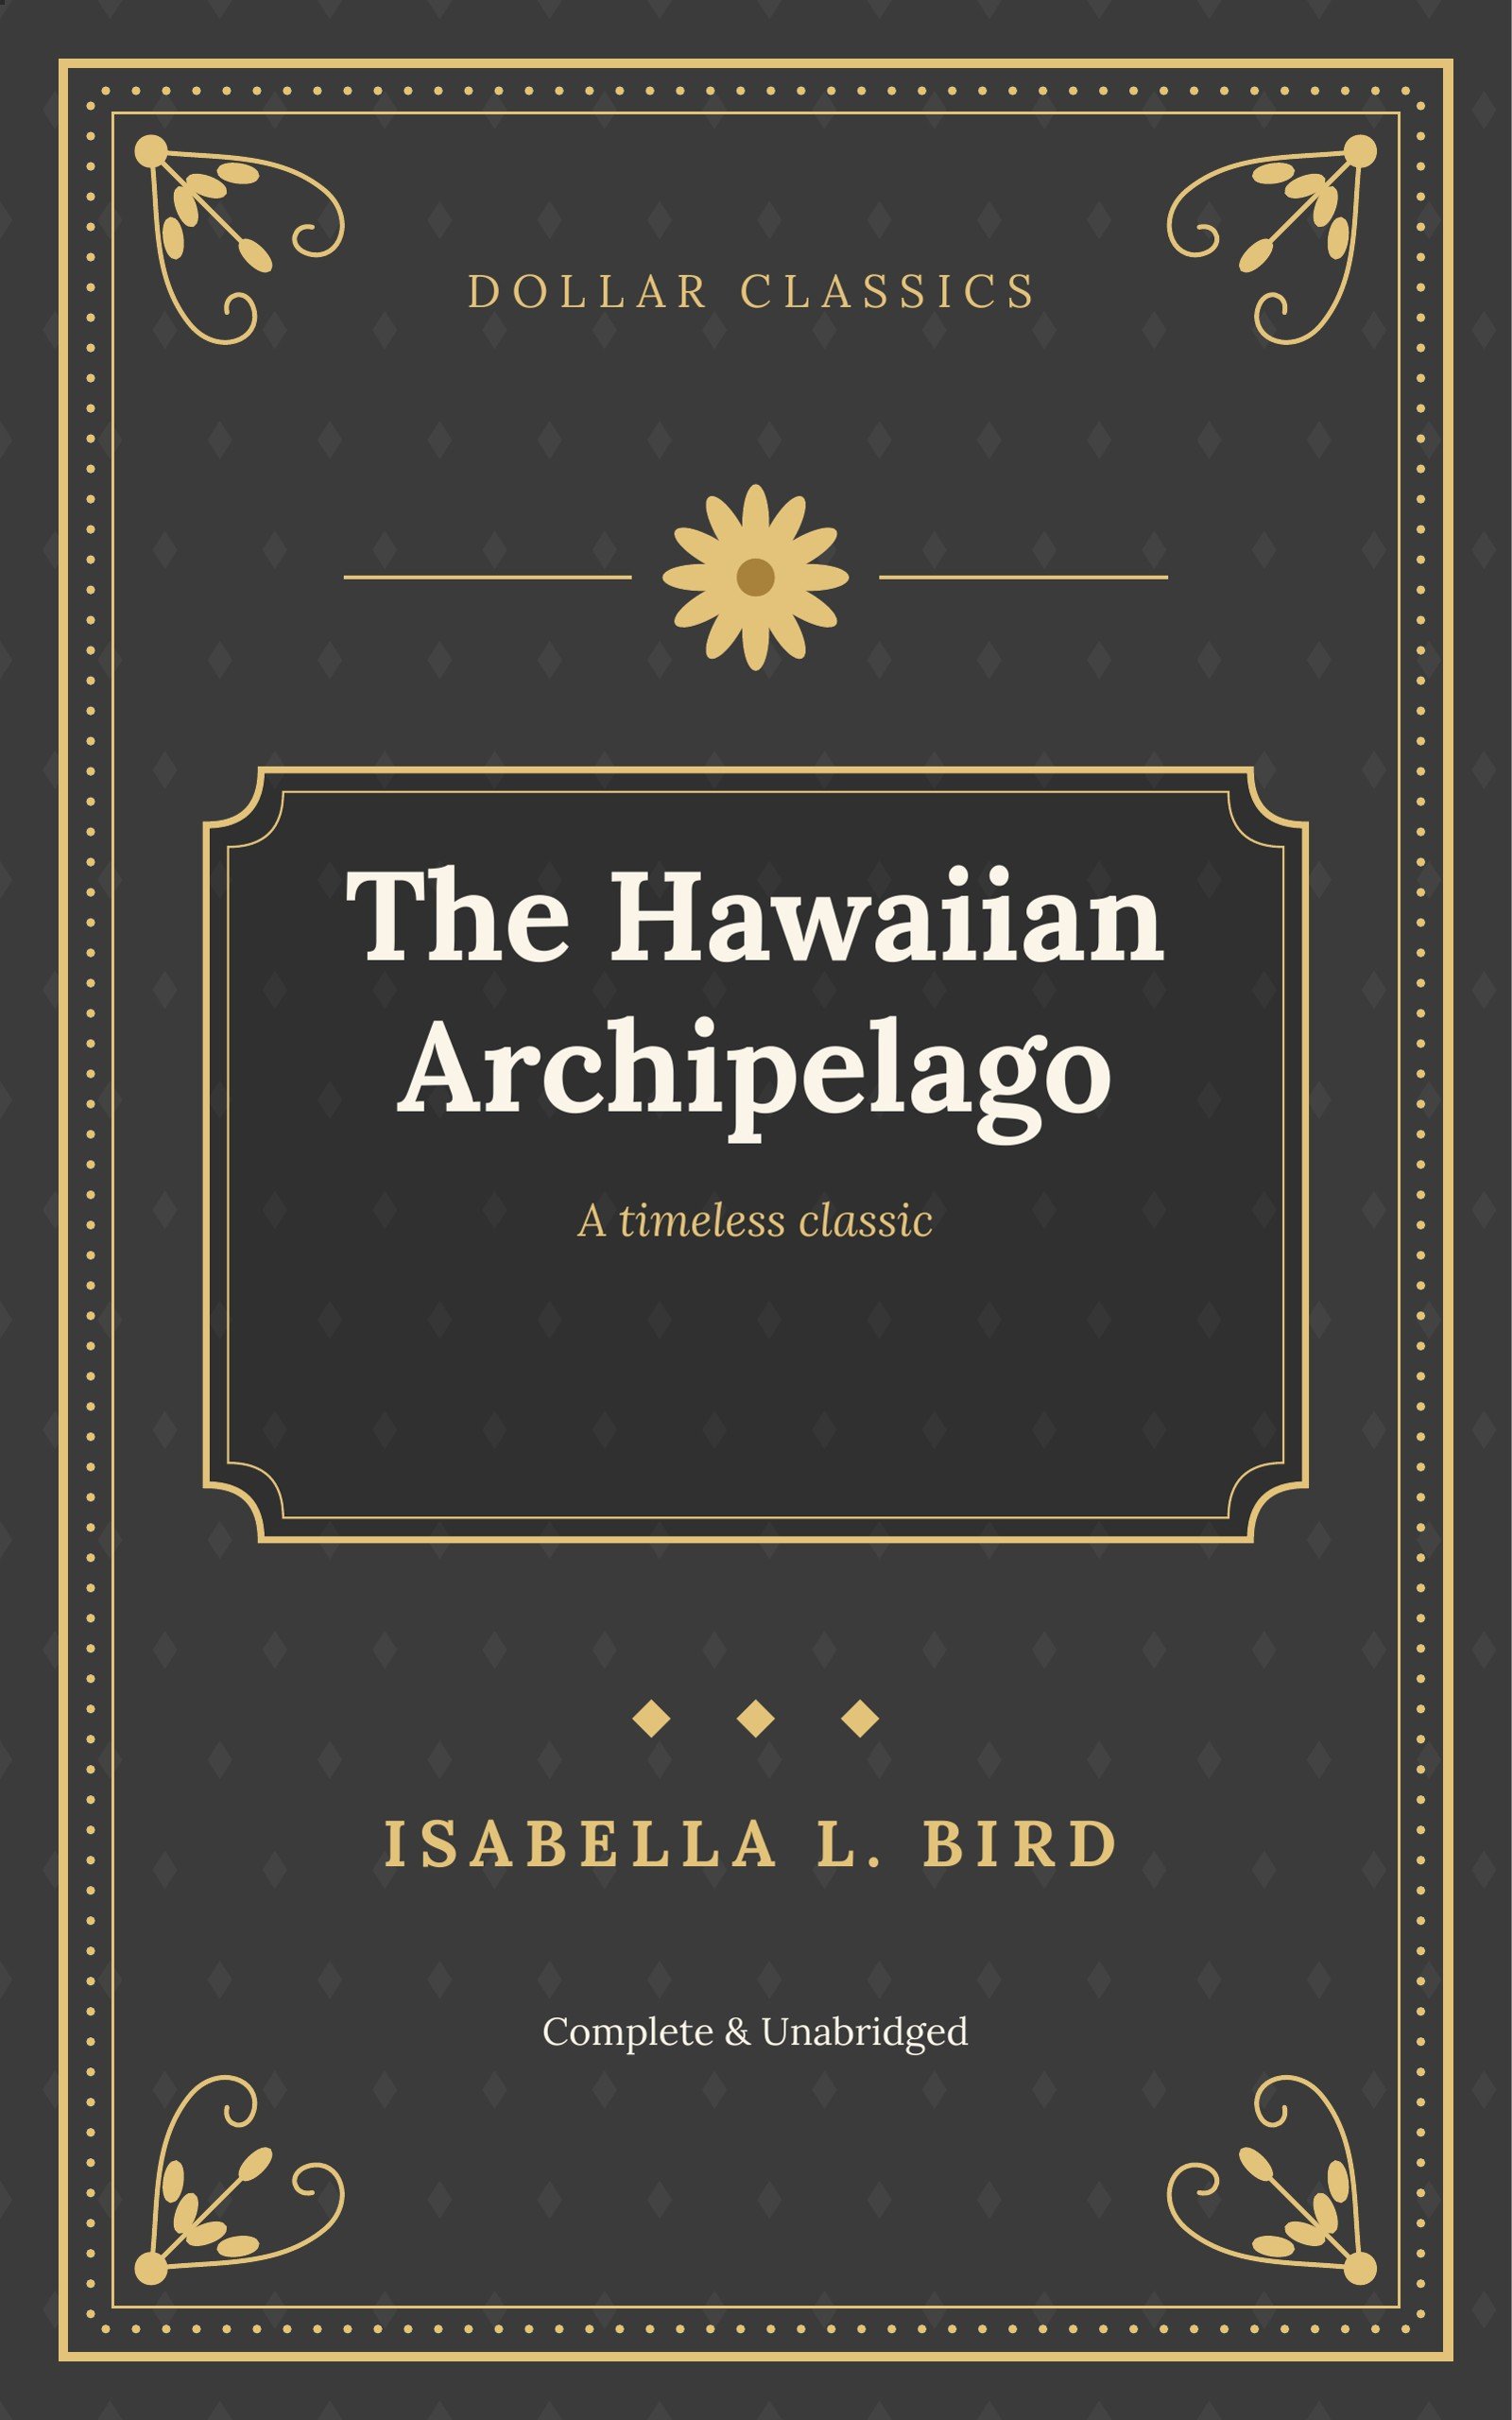 DOLLAR CLASSICS
The Hawaiian
Archipelago
A timeless classic
ISABELLA L. BIRD
Complete & Unabridged